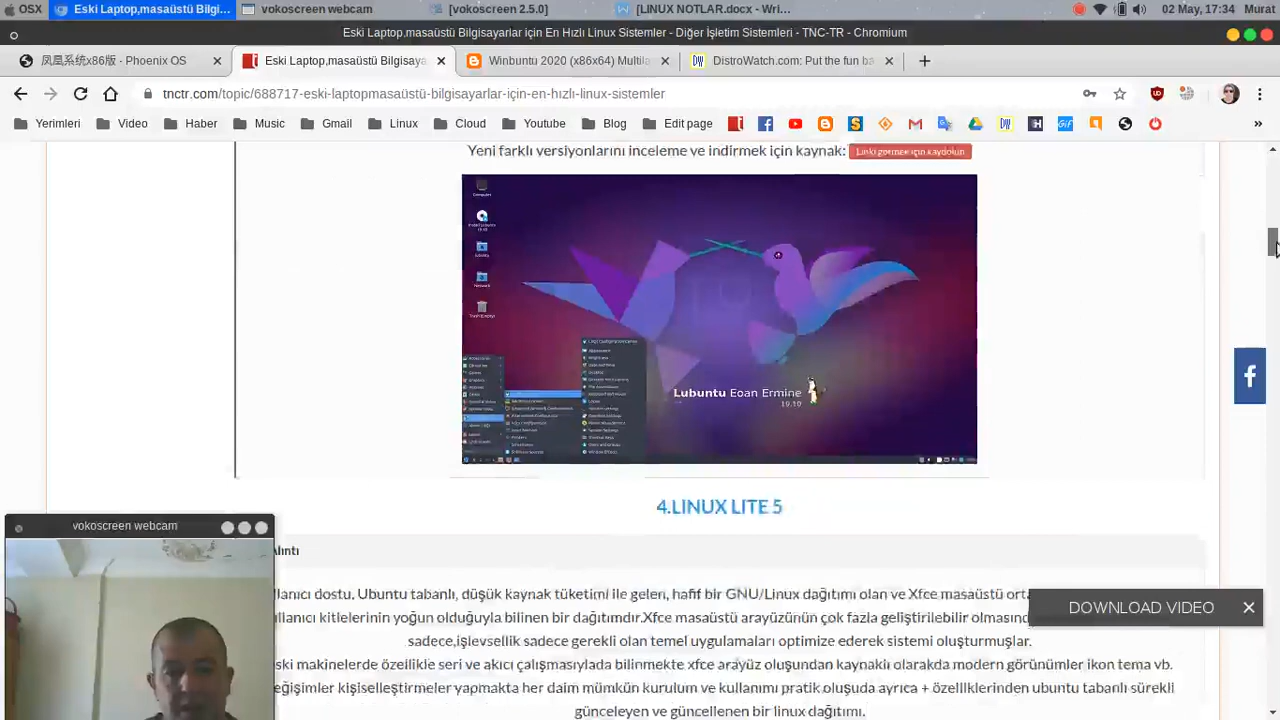 OSX
Eski Laptop,masaüstü Bilgi...
vokoscreen webcam
[vokoscreen 2.5.0]
[LINUX NOTLAR.docx - Wri...
02 May, 17:34
Murat
Eski Laptop,masaüstü Bilgisayarlar için En Hızlı Linux Sistemler - Diğer İşletim Sistemleri - TNC-TR - Chromium
凤凰系统x86版 - Phoenix OS
Eski Laptop,masaüstü Bilgisaya
Winbuntu 2020 (x86x64) Multila
DistroWatch.com: Put the fun ba
tnctr.com/topic/688717-eski-laptopmasaüstü-bilgisayarlar-için-en-hızlı-linux-sistemler
Yerimleri
Video
Haber
Music
Gmail
Linux
Cloud
Youtube
Blog
Edit page
Yeni farklı versiyonlarını inceleme ve indirmek için kaynak: Linki görmek için kaydolun
Computer
Network
Lubuntu Eoan Ermine
19.10
4.LINUX LITE 5
Alıntı
llanıcı dostu, Ubuntu tabanlı, düşük kaynak tüketimi ile gelen, hafif bir GNU/Linux dağıtımı olan ve Xfce masaüstü
ullanıcı kitlelerinin yoğun olduğuyla bilinen bir dağıtımdır.Xfce masaüstü arayüzünün çok fazla geliştirilebilir
sadece,işlevsellik sadece gerekli olan temel uygulamaları optimize ederek sistemi oluşturmuşlar.
ski makinelerde özelikle seri ve akıcı çalışmasıylada bilinmekte xfce arayüz oluşundan kaynaklı olarakda modern görünümler ikon tema vb.
eğişimler kişiselleştirmeler yapmakta her daim mümkün kurulum ve kullanımı pratik oluşuda ayrıca + özelliklerinden ubuntu tabanlı sürekli
günceleyen ve güncellenen bir linux dağıtımı.
DOWNLOAD VIDEO
vokoscreen webcam